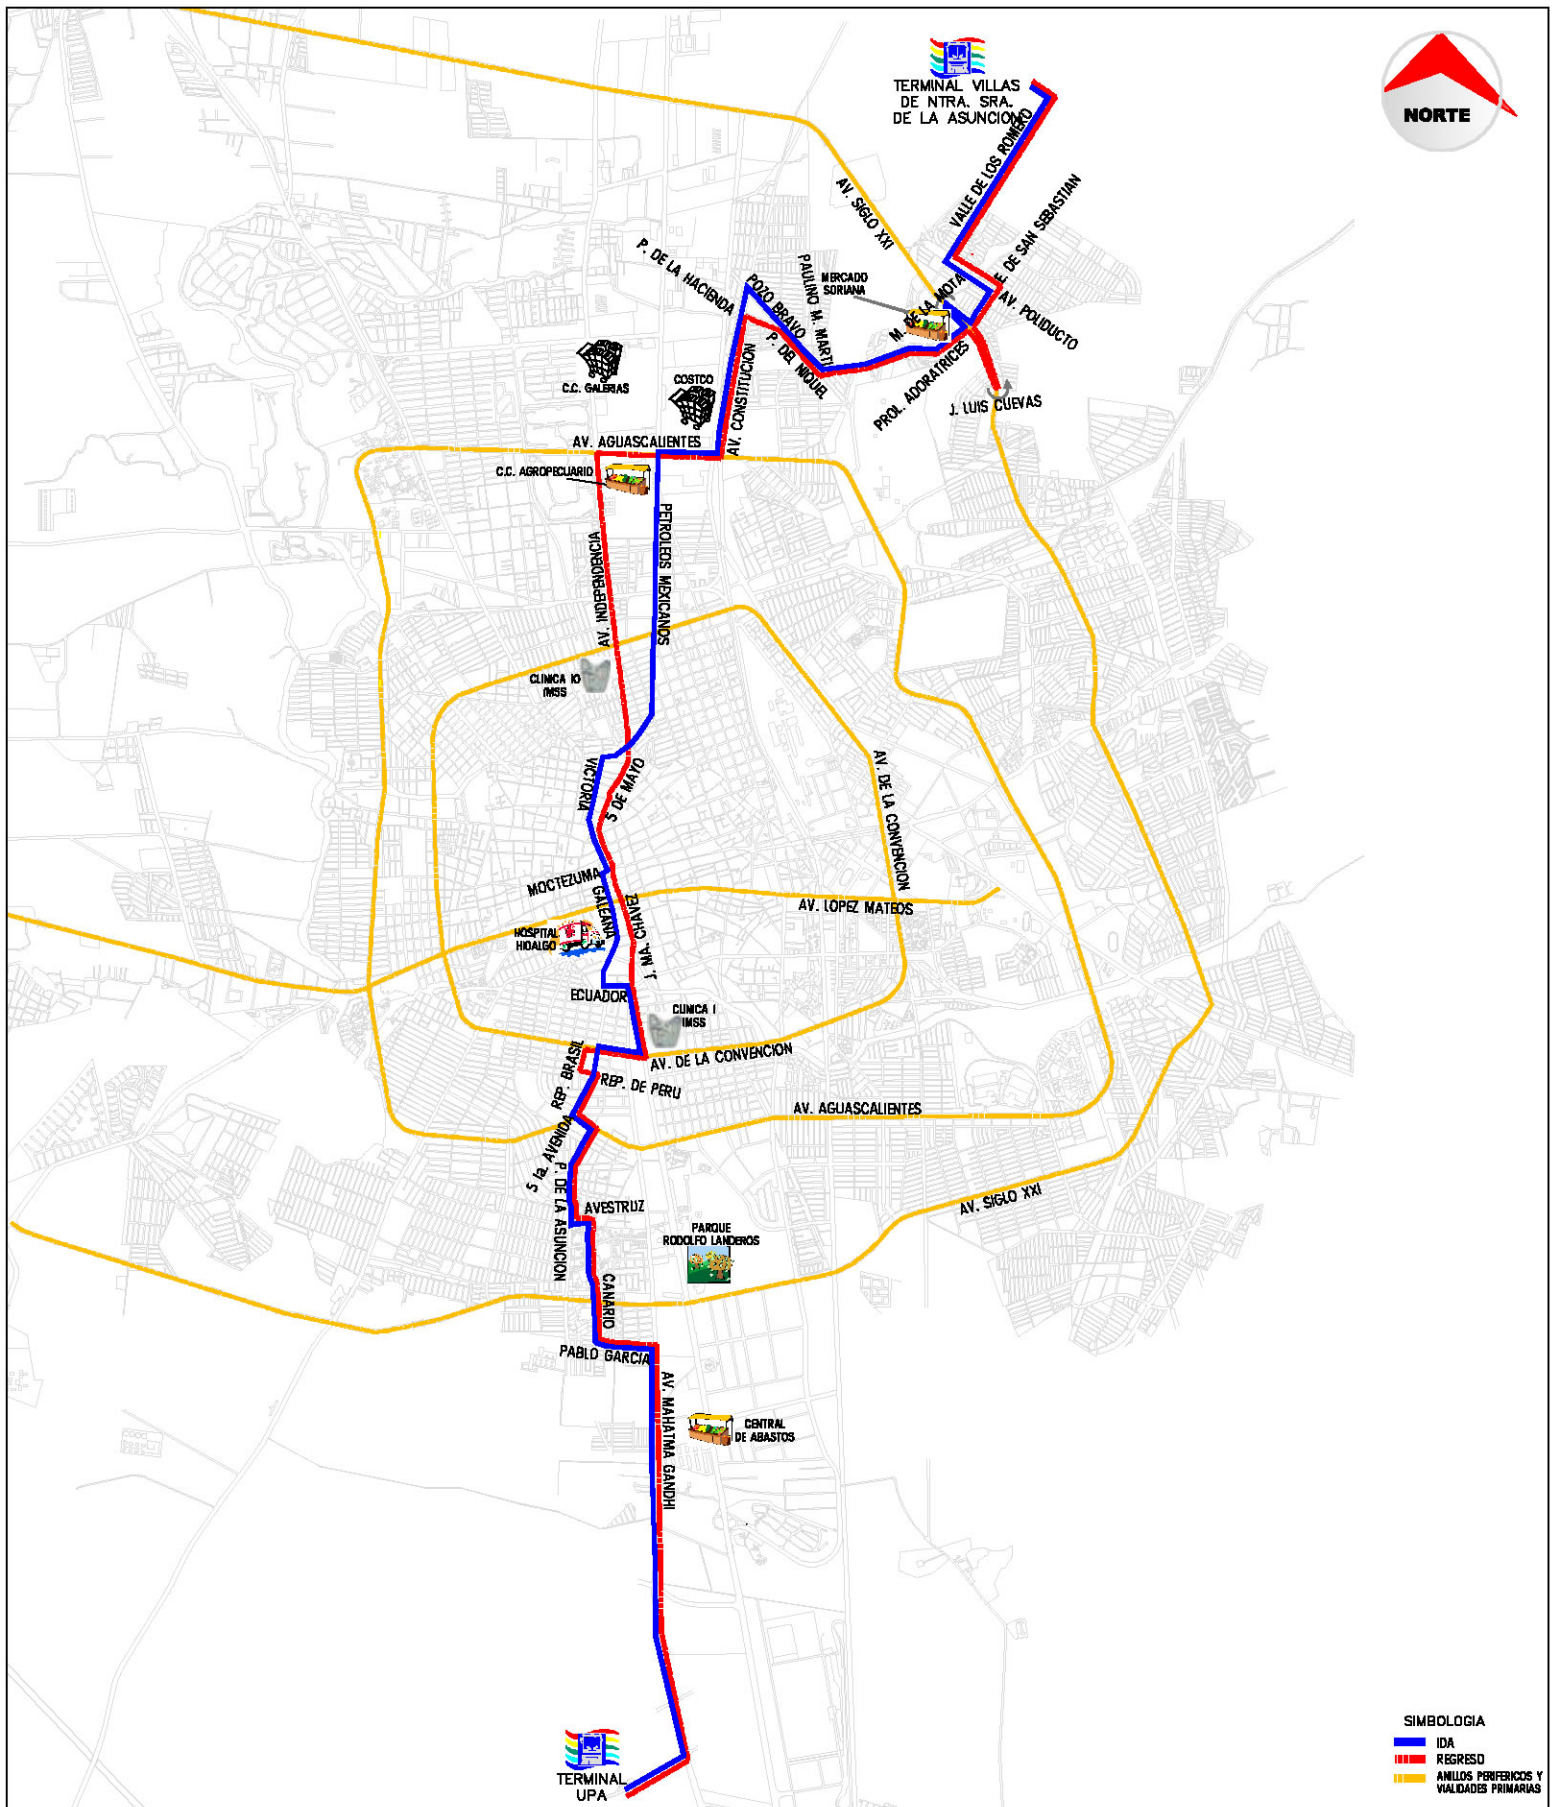 TERMINAL VILLAS
DE NTRA. SRA.
DE LA ASUNCION
NORTE
VALLE DE LOS ROMERO
AV. SIGLO XXI
E. DE SAN SEBASTIAN
P. DE LA HACIENDA
POZO BRAVO
PAULINO M. MARTI
MERCADO
SORIANA
M. DE LA MOTA
AV. POLIDUCTO
P. DEL NIQUEL
PROL. ADORATRICES
J. LUIS CUEVAS
C.C. GALERIAS
COSTCO
AV. CONSTITUCION
AV. AGUASCALIENTES
C.C. AGROPECUARIO
AV. INDEPENDENCIA
PETROLEOS MEXICANOS
CLINICA 10
IMSS
VICTORIA
5 DE MAYO
AV. DE LA CONVENCION
MOCTEZUMA
GALEANA
J. MA. CHAVEZ
AV. LOPEZ MATEOS
HOSPITAL
HIDALGO
ECUADOR
CLINICA 1
IMSS
AV. DE LA CONVENCION
REP. BRASIL
REP. DE PERU
AV. AGUASCALIENTES
5 1a. AVENIDA
P. DE LA ASUNCION
AVESTRUZ
AV. SIGLO XXI
PARQUE
RODOLFO LANDEROS
CANARIO
PABLO GARCIA
AV. MAHATMA GANDHI
CENTRAL
DE ABASTOS
TERMINAL
UPA
SIMBOLOGIA
IDA
REGRESO
ANILLOS PERIFERICOS Y
VIALIDADES PRIMARIAS